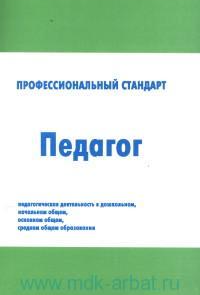 ПРОФЕССИОНАЛЬНЫЙ СТАНДАРТ
Педагог
педагогическая деятельность в дошкольном,
начальном общем,
основном общем,
среднем общем образовании
www.mdk-arbat.ru